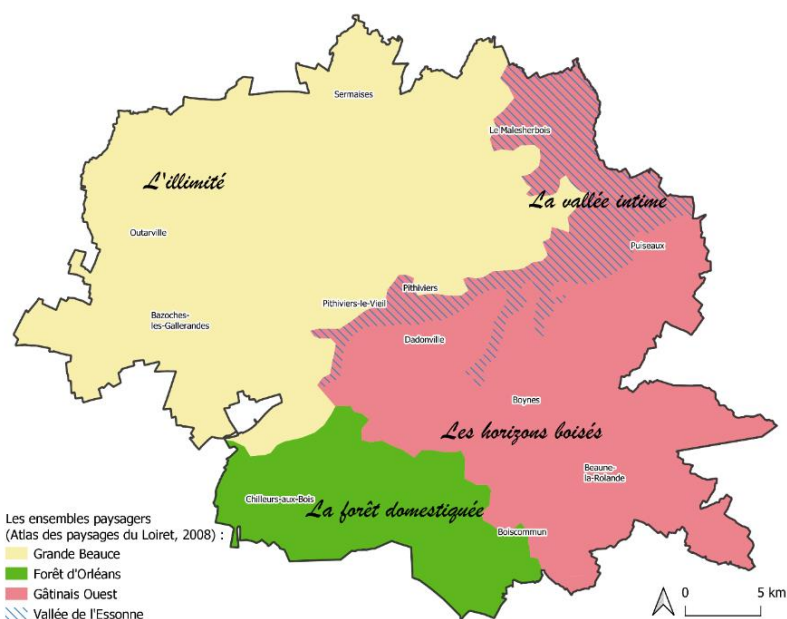 Sermaises
Le Malesherbois
L'illimité
La vallée intime
Outarville
Puiseaux
Pithiviers
Pithiviers-le-Vieil
Bazoches-
les-Gallerandes
Dadonville
Boynes
Les horizons boisés
Beaune-
la-Rolande
Chilleurs-aux-Bois
La forêt domestiquée
Boiscommun
Les ensembles paysagers
(Atlas des paysages du Loiret, 2008) :
Grande Beauce
Forêt d'Orléans
Gâtinais Ouest
Vallée de l'Essonne
0 5 km